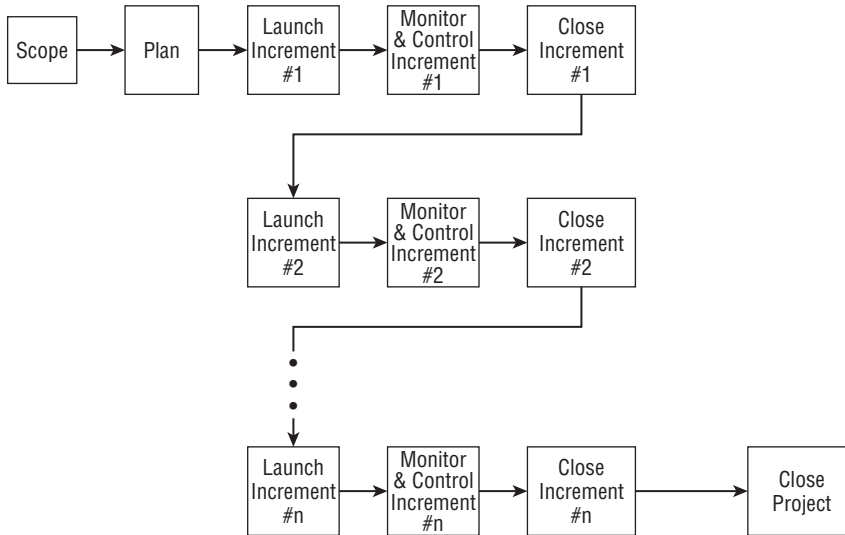 Scope
Plan
Launch
Increment
#1
Monitor
& Control
Increment
#1
Close
Increment
#1
Launch
Increment
#2
Monitor
& Control
Increment
#2
Close
Increment
#2
Launch
Increment
#n
Monitor
& Control
Increment
#n
Close
Increment
#n
Close
Project